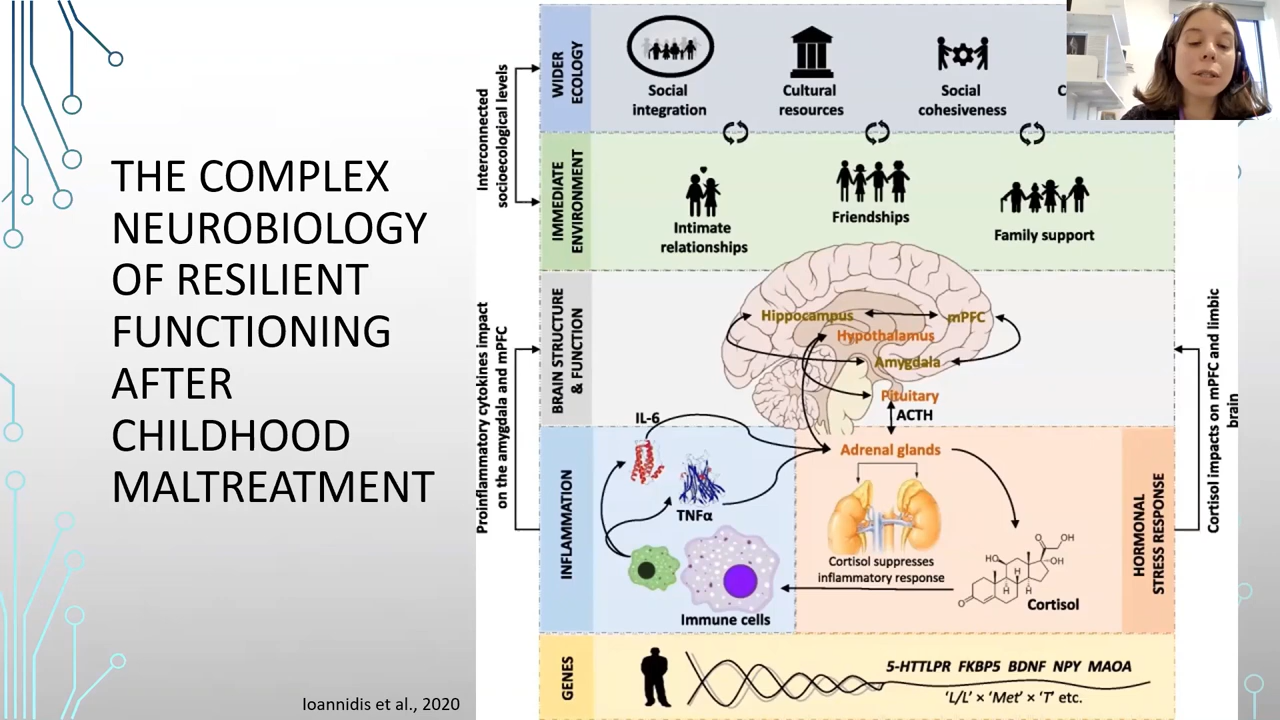 THE COMPLEX
NEUROBIOLOGY
OF RESILIENT
FUNCTIONING
AFTER
CHILDHOOD
MALTREATMENT
Ioannidis et al., 2020
Interconnected
socioecological levels
WIDER
ECOLOGY
Social
integration
Cultural
resources
Social
cohesiveness
C
IMMEDIATE
ENVIRONMENT
Intimate
relationships
Friendships
Family support
Proinflammatory cytokines impact
on the amygdala and mPFC
BRAIN STRUCTURE
& FUNCTION
Hippocampus
mPFC
Hypothalamus
Amygdala
Pituitary
ACTH
Cortisol impacts on mPFC and limbic
brain
INFLAMMATION
IL-6
TNFα
Immune cells
Adrenal glands
Cortisol suppresses
inflammatory response
OH
O
HO
OH
H
H
H
O
Cortisol
HORMONAL
STRESS RESPONSE
GENES
5-HTTLPR FKBP5 BDNF NPY MAOA
'L/L' × 'Met' × 'T' etc.